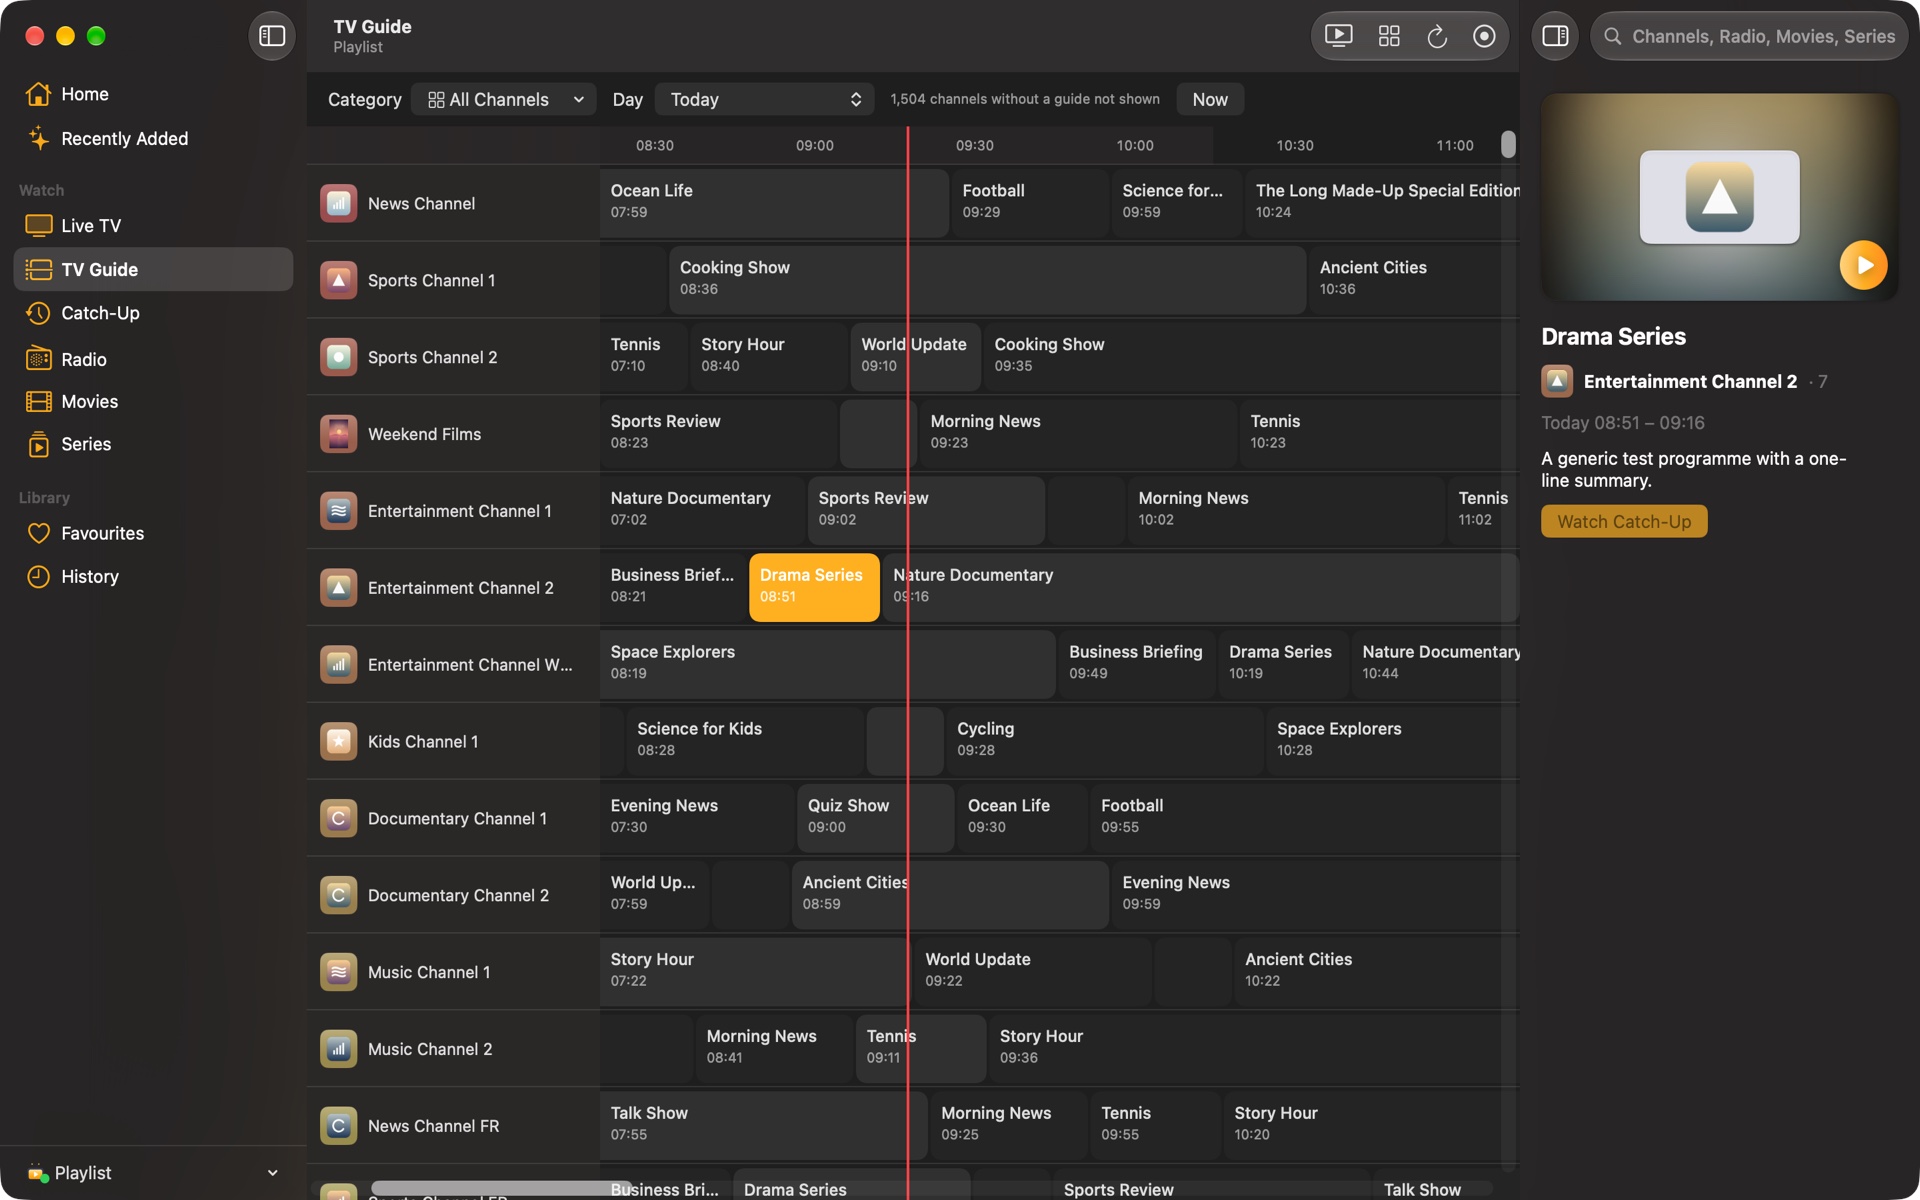 TV Guide
Playlist
Channels, Radio, Movies, Series
Home
Recently Added
Watch
Live TV
TV Guide
Catch-Up
Radio
Movies
Series
Library
Favourites
History
Playlist
Category
All Channels
Day
Today
1,504 channels without a guide not shown
Now
08:30 09:00 09:30 10:00 10:30 11:00
News Channel
Ocean Life
07:59
Football
09:29
Science for...
09:59
The Long Made-Up Special Edition
10:24
Sports Channel 1
Cooking Show
08:36
Ancient Cities
10:36
Sports Channel 2
Tennis
07:10
Story Hour
08:40
World Update
09:10
Cooking Show
09:35
Weekend Films
Sports Review
08:23
Morning News
09:23
Tennis
10:23
Entertainment Channel 1
Nature Documentary
07:02
Sports Review
09:02
Morning News
10:02
Tennis
11:02
Entertainment Channel 2
Business Brief...
08:21
Drama Series
08:51
Nature Documentary
09:16
Entertainment Channel W...
Space Explorers
08:19
Business Briefing
09:49
Drama Series
10:19
Nature Documentary
10:44
Kids Channel 1
Science for Kids
08:28
Cycling
09:28
Space Explorers
10:28
Documentary Channel 1
Evening News
07:30
Quiz Show
09:00
Ocean Life
09:30
Football
09:55
Documentary Channel 2
World Up...
07:59
Ancient Cities
08:59
Evening News
09:59
Music Channel 1
Story Hour
07:22
World Update
09:22
Ancient Cities
10:22
Music Channel 2
Morning News
08:41
Tennis
09:11
Story Hour
09:36
News Channel FR
Talk Show
07:55
Morning News
09:25
Tennis
09:55
Story Hour
10:20
Business Bri...
Drama Series
Sports Review
Talk Show
Drama Series
Entertainment Channel 2 · 7
Today 08:51 – 09:16
A generic test programme with a one-
line summary.
Watch Catch-Up